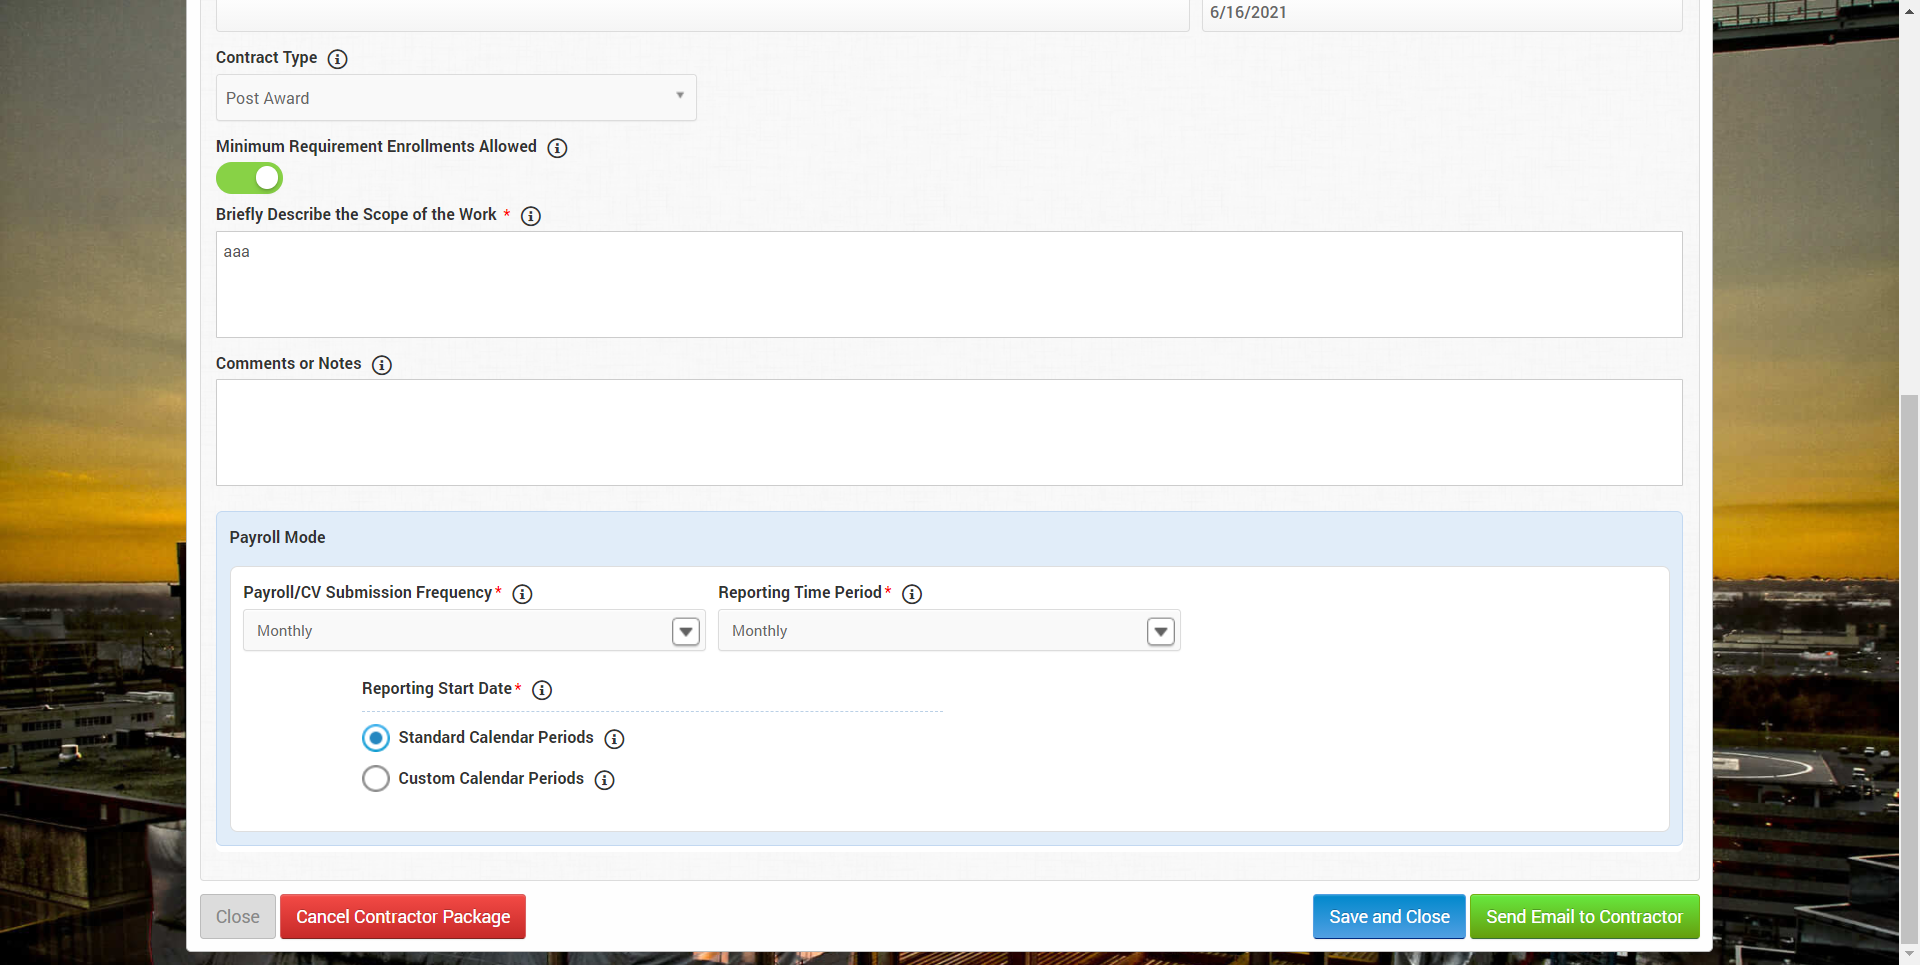 6/16/2021
Contract Type
Post Award
Minimum Requirement Enrollments Allowed
Briefly Describe the Scope of the Work *
aaa
Comments or Notes
Payroll Mode
Payroll/CV Submission Frequency* Reporting Time Period*
Monthly Monthly
Reporting Start Date*
Standard Calendar Periods
Custom Calendar Periods
Close Cancel Contractor Package Save and Close Send Email to Contractor